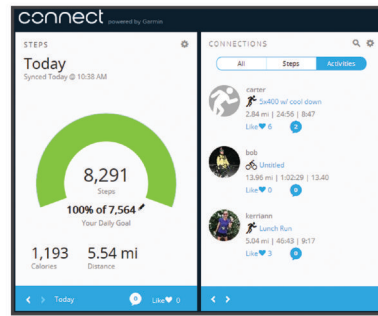 connect powered by Garmin
STEPS
Today
Synced Today @ 10:38 AM
8,291
Steps
100% of 7,564
Your Daily Goal
1,193
Calories
5.54 mi
Distance
Today
0
Like 0
CONNECTIONS
All
Steps
Activities
carter
5x400 w/ cool down
2.84 mi | 24:56 | 8:47
Like 6
2
bob
Untitled
13.96 mi | 1:02:29 | 13.40
Like 0
0
kerriann
Lunch Run
5.04 mi | 46:43 | 9:17
Like 3
0